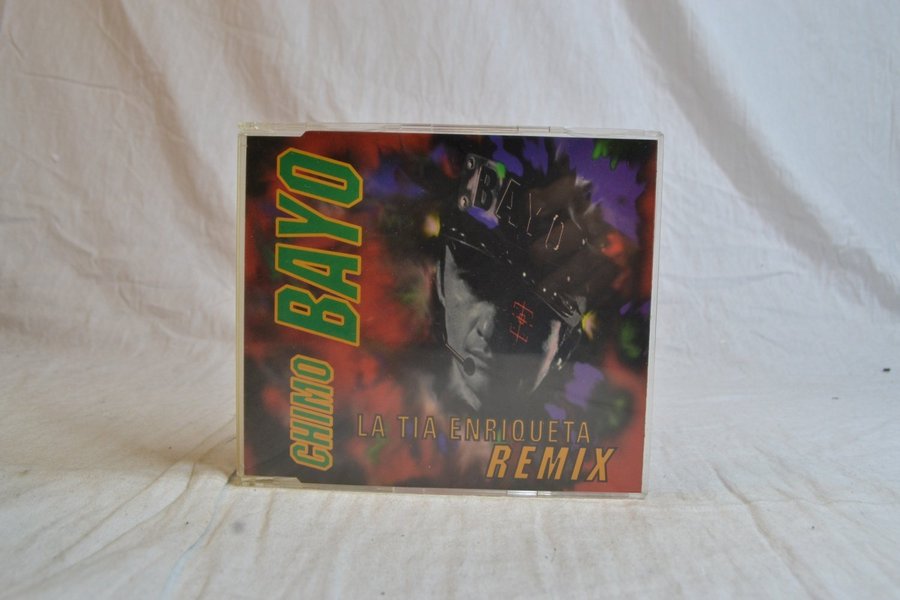 CHIMO BAYO
BAYO
LA TIA ENRIQUETA
REMIX